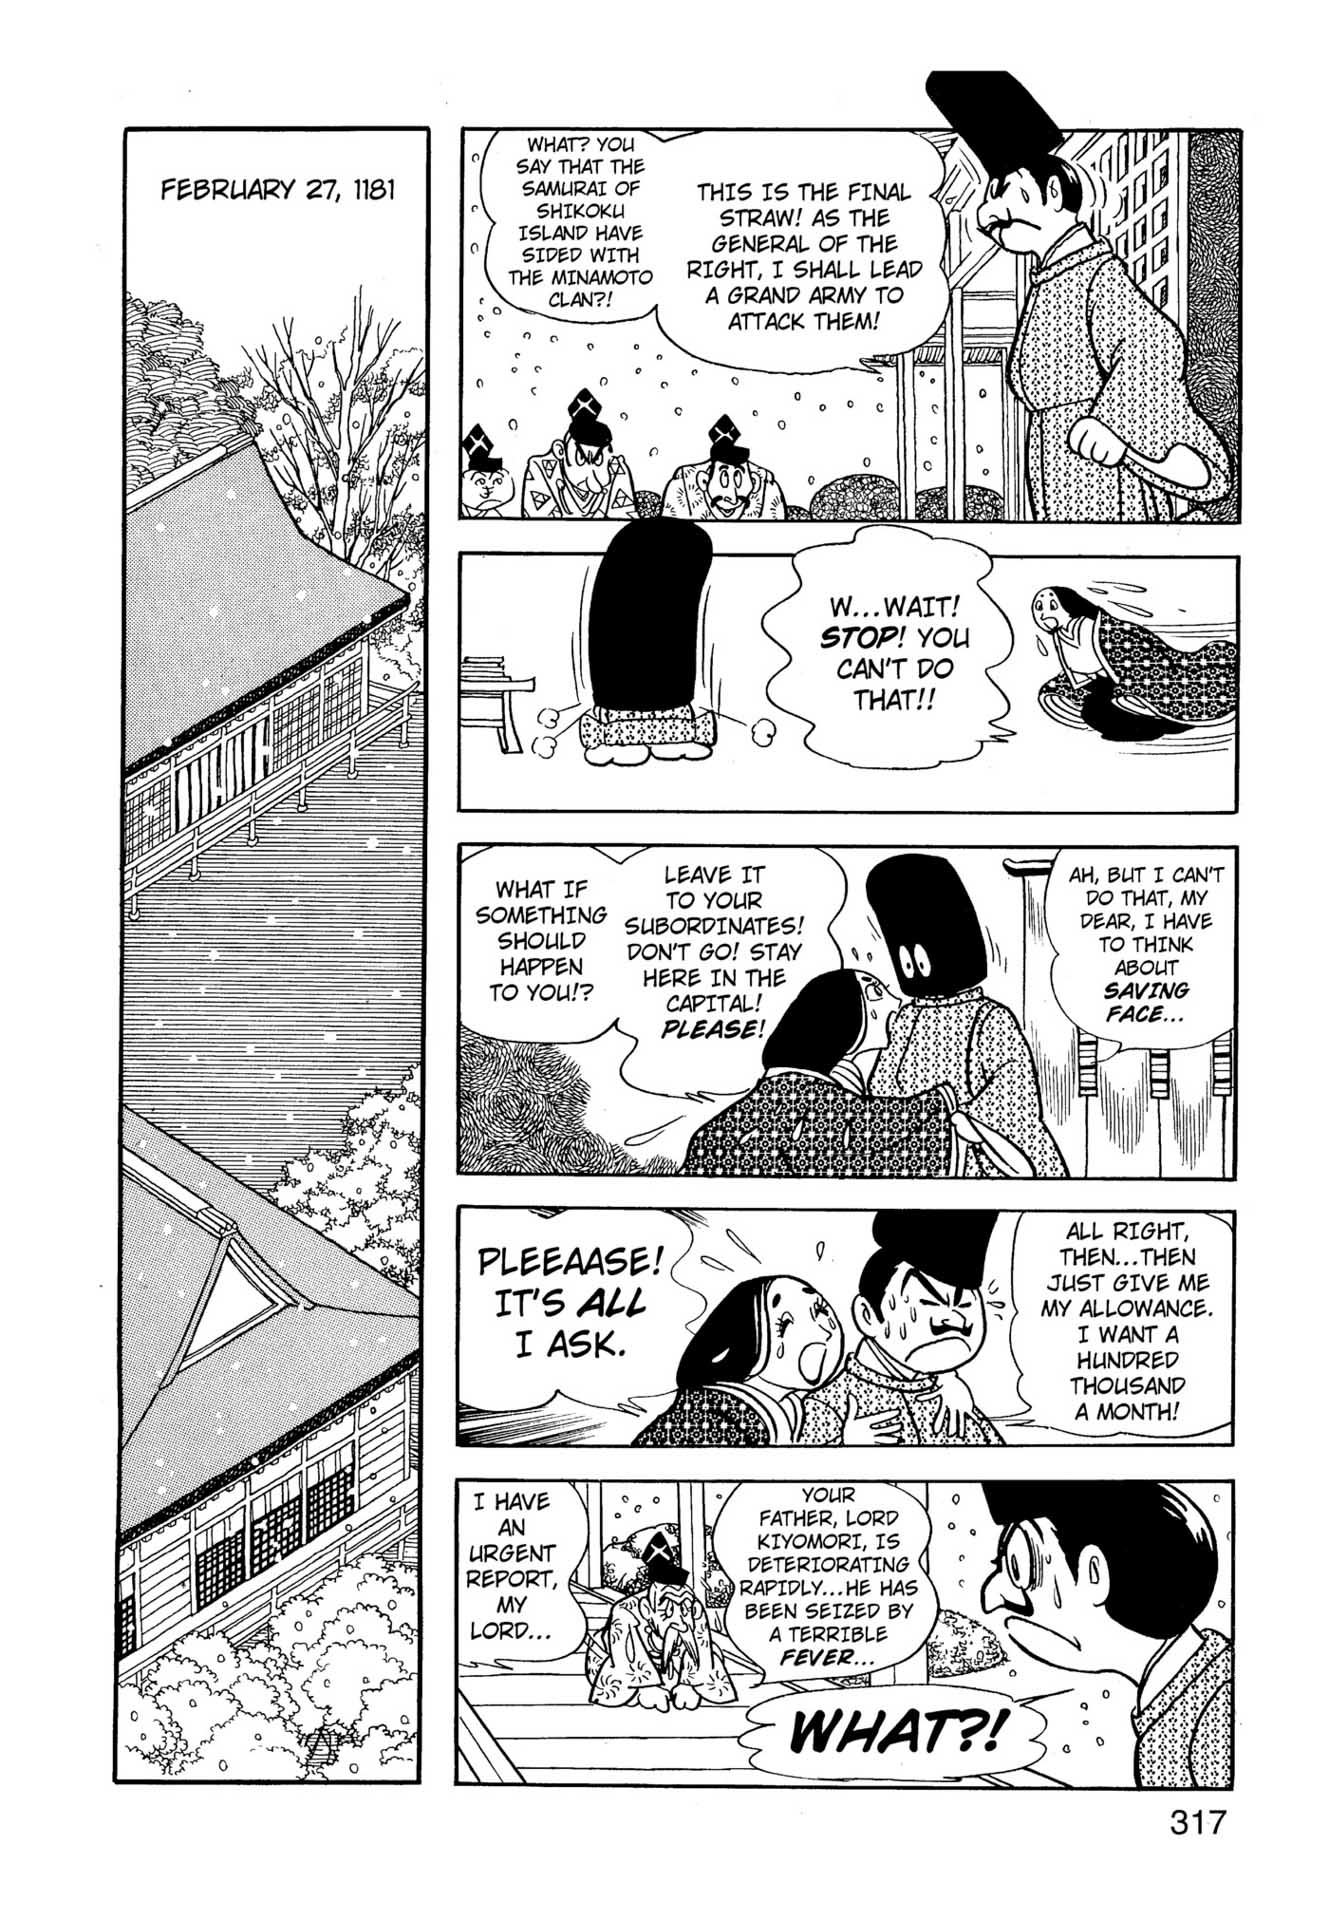 FEBRUARY 27, 1181
WHAT? YOU
SAY THAT THE
SAMURAI OF
SHIKOKU
ISLAND HAVE
SIDED WITH
THE MINAMOTO
CLAN?!
THIS IS THE FINAL
STRAW! AS THE
GENERAL OF THE
RIGHT, I SHALL LEAD
A GRAND ARMY TO
ATTACK THEM!
W...WAIT!
STOP! YOU
CAN'T DO
THAT!!
WHAT IF
SOMETHING
SHOULD
HAPPEN
TO YOU!?
LEAVE IT
TO YOUR
SUBORDINATES!
DON'T GO! STAY
HERE IN THE
CAPITAL!
PLEASE!
AH, BUT I CAN'T
DO THAT, MY
DEAR, I HAVE
TO THINK
ABOUT
SAVING
FACE...
PLEEAASE!
IT'S ALL
I ASK.
ALL RIGHT,
THEN...THEN
JUST GIVE ME
MY ALLOWANCE.
I WANT A
HUNDRED
THOUSAND
A MONTH!
I HAVE
AN
URGENT
REPORT,
MY
LORD...
YOUR
FATHER, LORD
KIYOMORI, IS
DETERIORATING
RAPIDLY...HE HAS
BEEN SEIZED BY
A TERRIBLE
FEVER...
WHAT?!
317